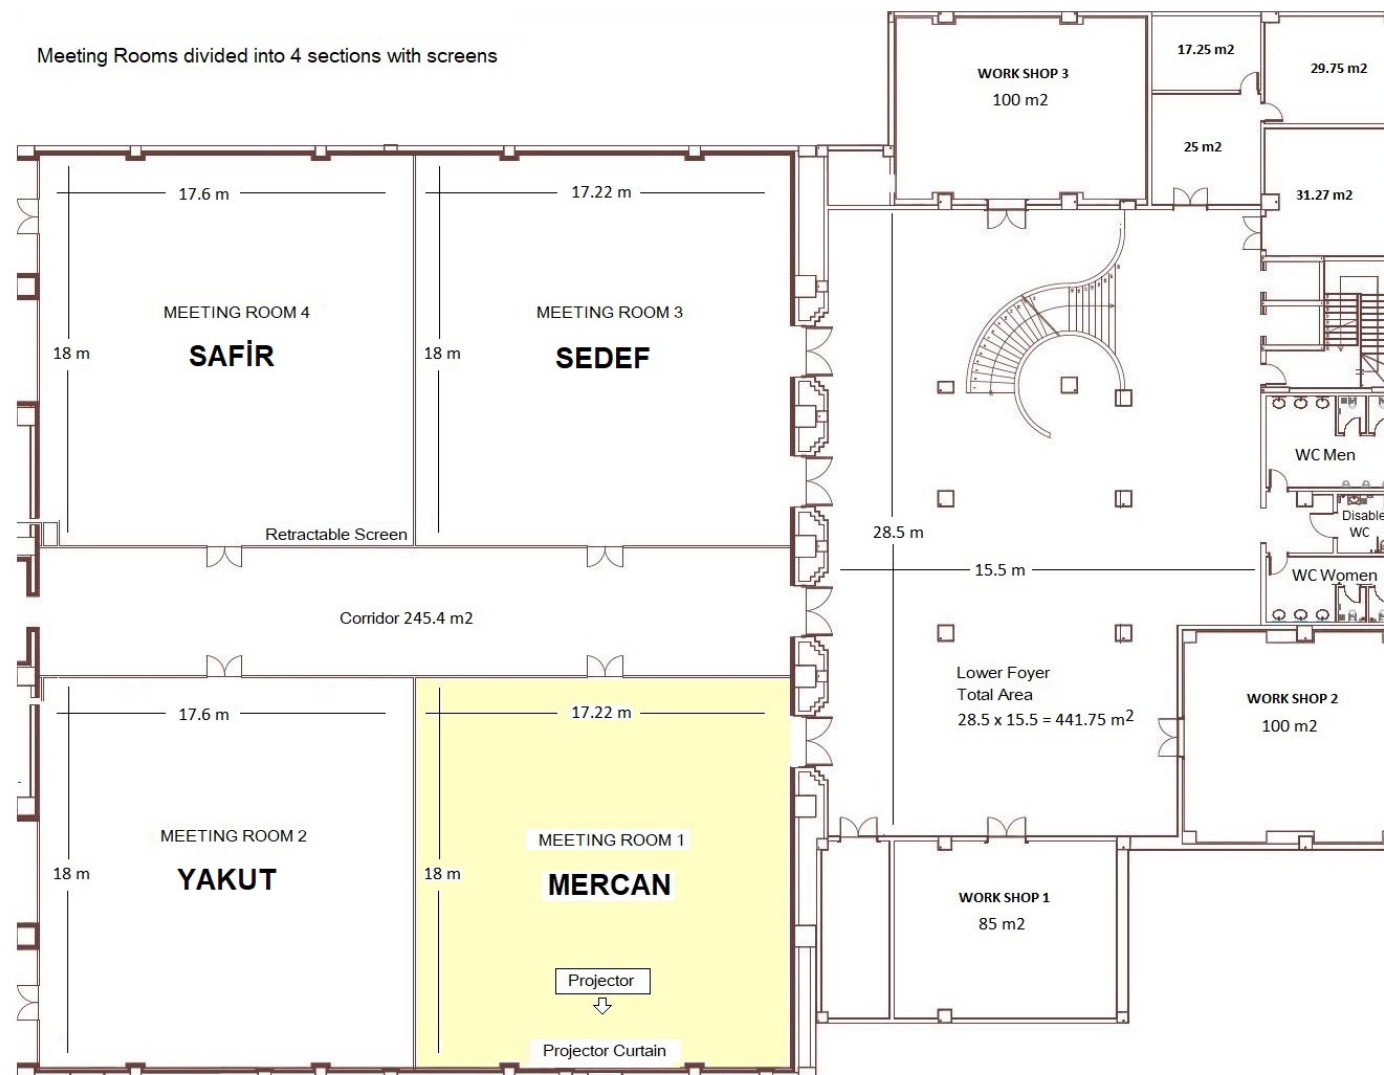 Meeting Rooms divided into 4 sections with screens
WORK SHOP 3
100 m2
17.25 m2
29.75 m2
25 m2
31.27 m2
17.6 m
17.22 m
MEETING ROOM 4
SAFİR
18 m
MEETING ROOM 3
SEDEF
18 m
Retractable Screen
WC Men
Disable
WC
WC Women
28.5 m
15.5 m
Corridor 245.4 m2
Lower Foyer
Total Area
28.5 x 15.5 = 441.75 m2
WORK SHOP 2
100 m2
17.6 m
17.22 m
MEETING ROOM 2
YAKUT
18 m
MEETING ROOM 1
MERCAN
18 m
WORK SHOP 1
85 m2
Projector
Projector Curtain